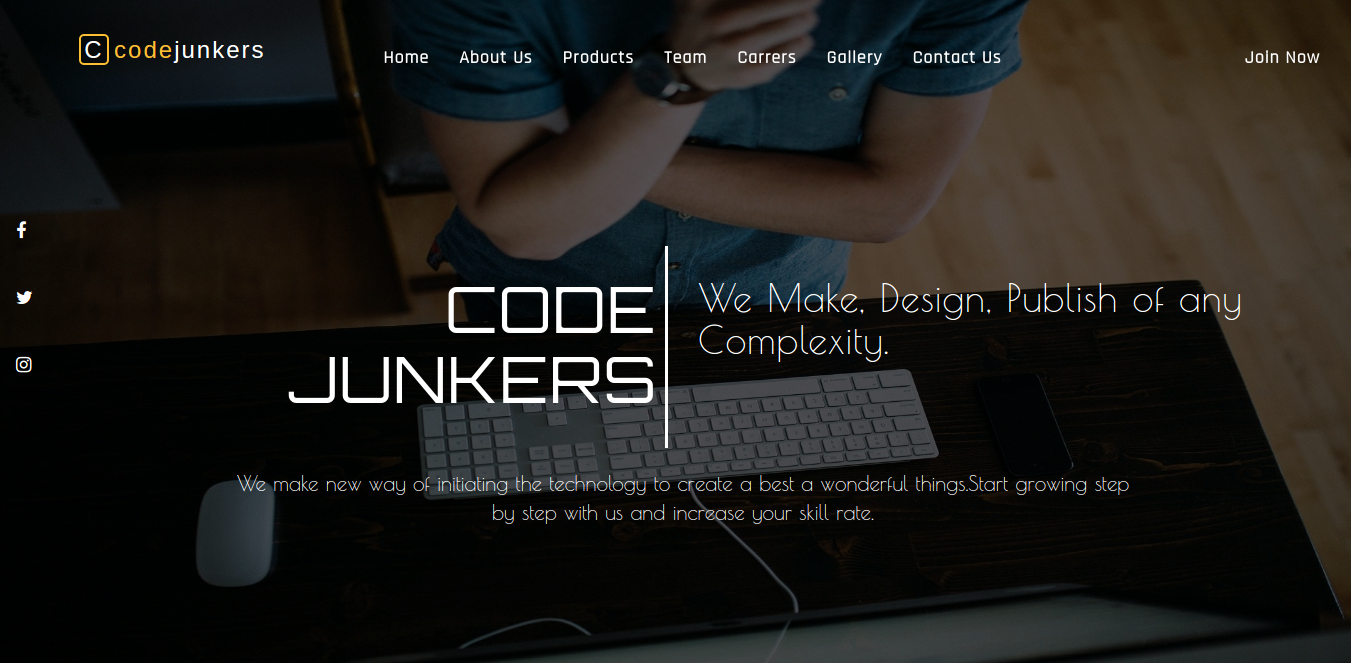 C codejunkers
Home About Us Products Team Carrers Gallery Contact Us Join Now
CODE
JUNKERS
We Make, Design, Publish of any
Complexity.
We make new way of initiating the technology to create a best a wonderful things.Start growing step
by step with us and increase your skill rate.